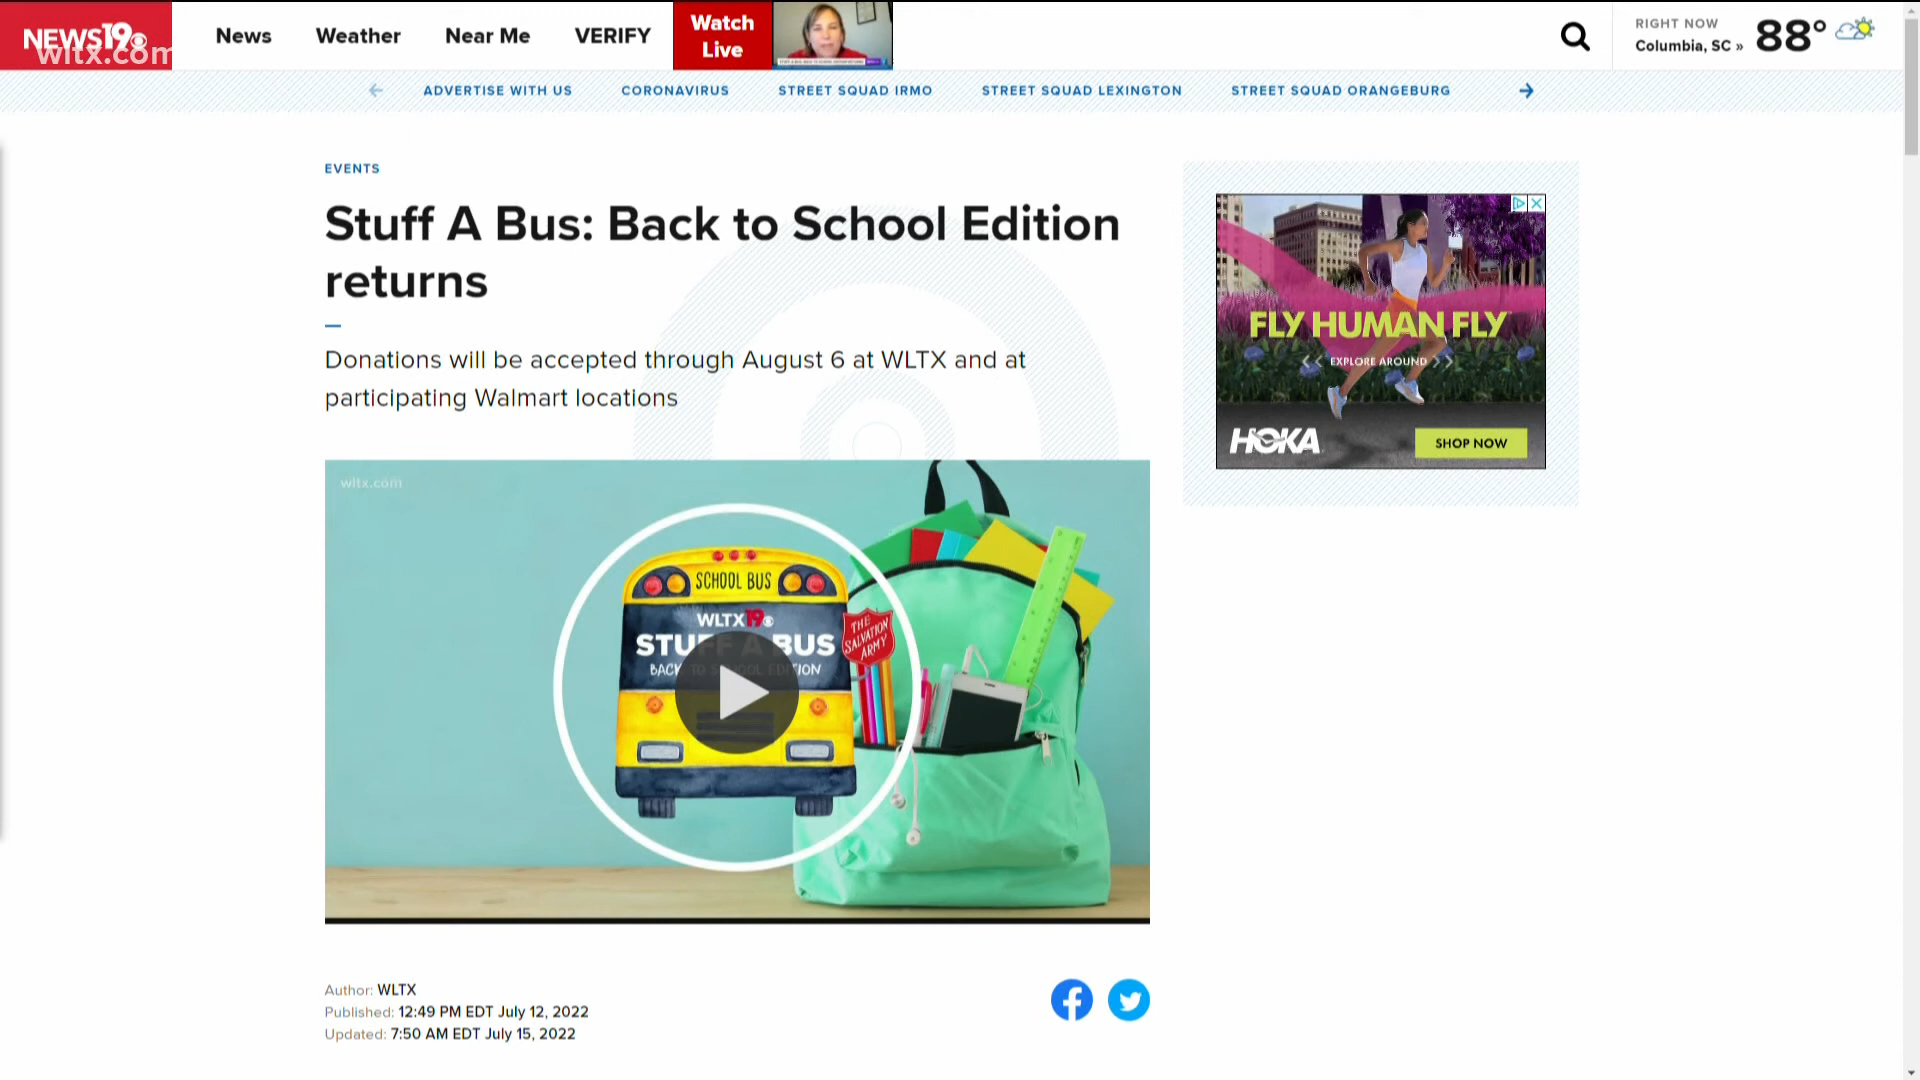 NEWS19
wltx.com
News
Weather
Near Me
VERIFY
Watch
Live
RIGHT NOW
Columbia, SC »
88°
ADVERTISE WITH US
CORONAVIRUS
STREET SQUAD IRMO
STREET SQUAD LEXINGTON
STREET SQUAD ORANGEBURG
EVENTS
Stuff A Bus: Back to School Edition
returns
Donations will be accepted through August 6 at WLTX and at
participating Walmart locations
FLY HUMAN FLY
EXPLORE AROUND
HOKA
SHOP NOW
wltx.com
SCHOOL BUS
WLTX19
STUFF A BUS
BACK TO SCHOOL EDITION
THE
SALVATION
ARMY
Author: WLTX
Published: 12:49 PM EDT July 12, 2022
Updated: 7:50 AM EDT July 15, 2022